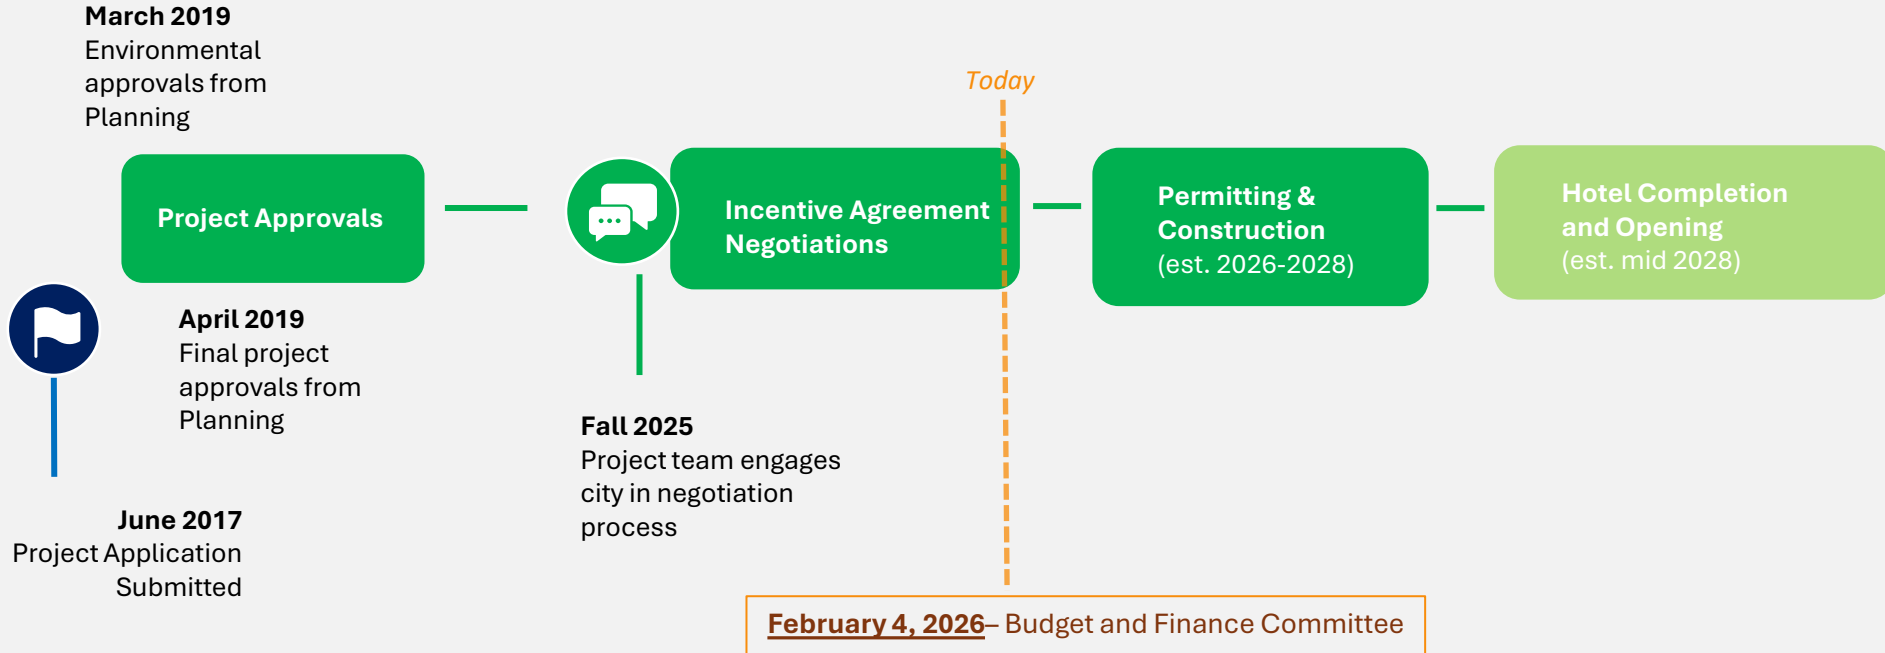 March 2019
Environmental
approvals from
Planning
Today
Project Approvals
Incentive Agreement
Negotiations
Permitting &
Construction
(est. 2026-2028)
Hotel Completion
and Opening
(est. mid 2028)
April 2019
Final project
approvals from
Planning
Fall 2025
Project team engages
city in negotiation
process
June 2017
Project Application
Submitted
February 4, 2026– Budget and Finance Committee